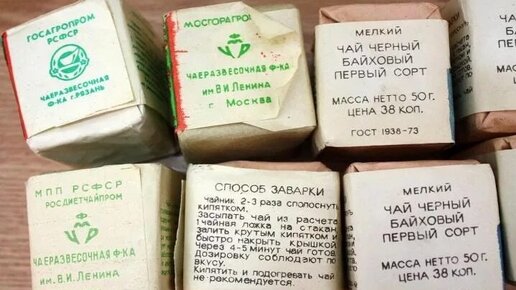 ГОСАГРОПРОМ
РСФСР
ЧАЕРАЗВЕСОЧНАЯ
Ф-КА г. РЯЗАНЬ
МОСГОРАГРОП
ЧАЕРАЗВЕСОЧНАЯ Ф-КА
им В.И. Ленина
г. Москва
МЕЛКИЙ
ЧАЙ ЧЕРНЫЙ
БАЙХОВЫЙ
ПЕРВЫЙ СОРТ
МАССА НЕТТО 50 Г.
ЦЕНА 38 КОП.
ГОСТ 1938-73
МПП РСФСР
РОСДИЕТЧАЙПРОМ
ЧАЕРАЗВЕСОЧНАЯ Ф-КА
им. В.И. Ленина
СПОСОБ ЗАВАРКИ
Чайник 2-3 раза сполоснуть
кипятком.
Засыпать чай из расчета
1 чайная ложка на стакан,
залить крутым кипятком и
быстро накрыть крышкой
Через 4-5 минут чай готов.
Дозировку соблюдают по
вкусу.
Кипятить и подогревать чай
не рекомендуется.
МЕЛКИЙ
ЧАЙ ЧЕРНЫЙ
БАЙХОВЫЙ
ПЕРВЫЙ СОРТ
МАССА НЕТТО 50 Г.
ЦЕНА 38 КОП.